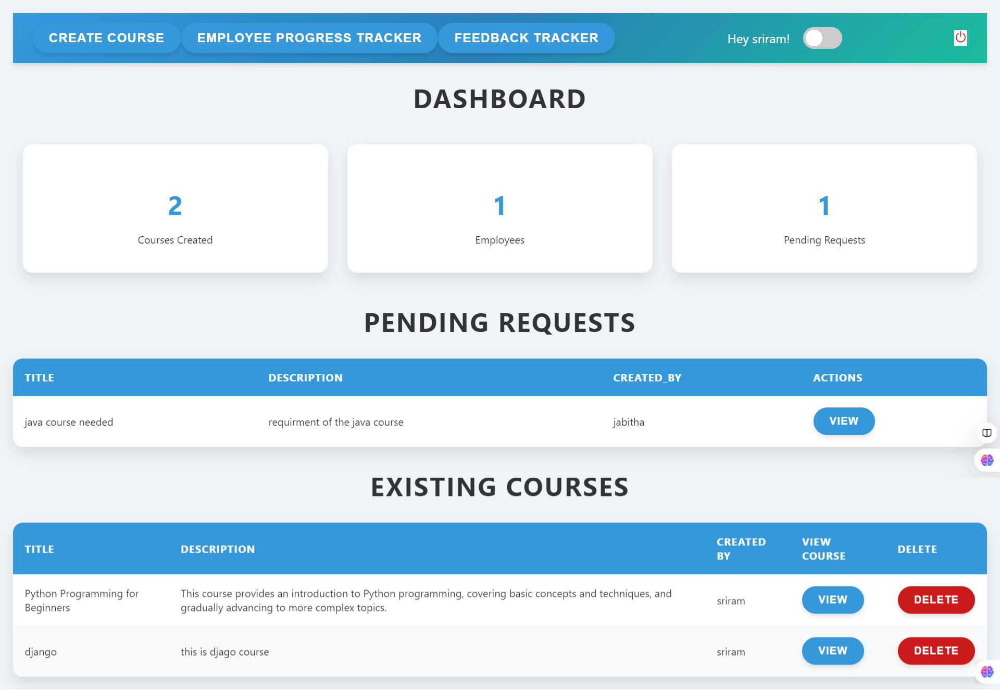 CREATE COURSE EMPLOYEE PROGRESS TRACKER FEEDBACK TRACKER Hey sriram!
DASHBOARD
2 1 1
Courses Created Employees Pending Requests
PENDING REQUESTS
TITLE DESCRIPTION CREATED_BY ACTIONS
java course needed requirment of the java course jabitha VIEW
EXISTING COURSES
TITLE DESCRIPTION CREATED BY VIEW COURSE DELETE
Python Programming for Beginners This course provides an introduction to Python programming, covering basic concepts and techniques, and
gradually advancing to more complex topics. sriram VIEW DELETE
django this is djago course sriram VIEW DELETE